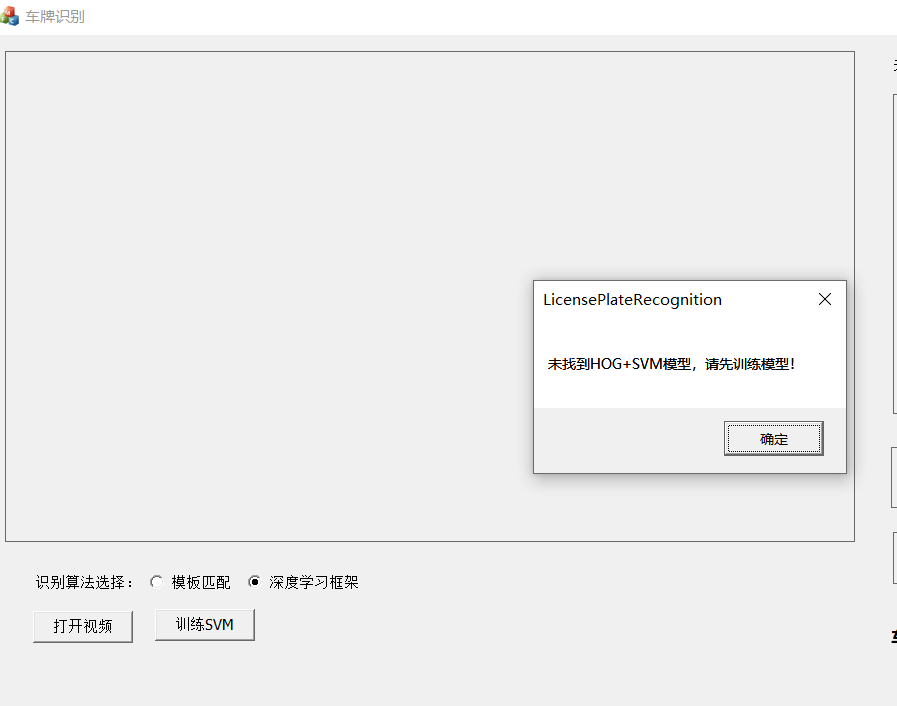 车牌识别
LicensePlateRecognition
未找到HOG+SVM模型，请先训练模型！
确定
识别算法选择： 模板匹配 深度学习框架
打开视频 训练SVM